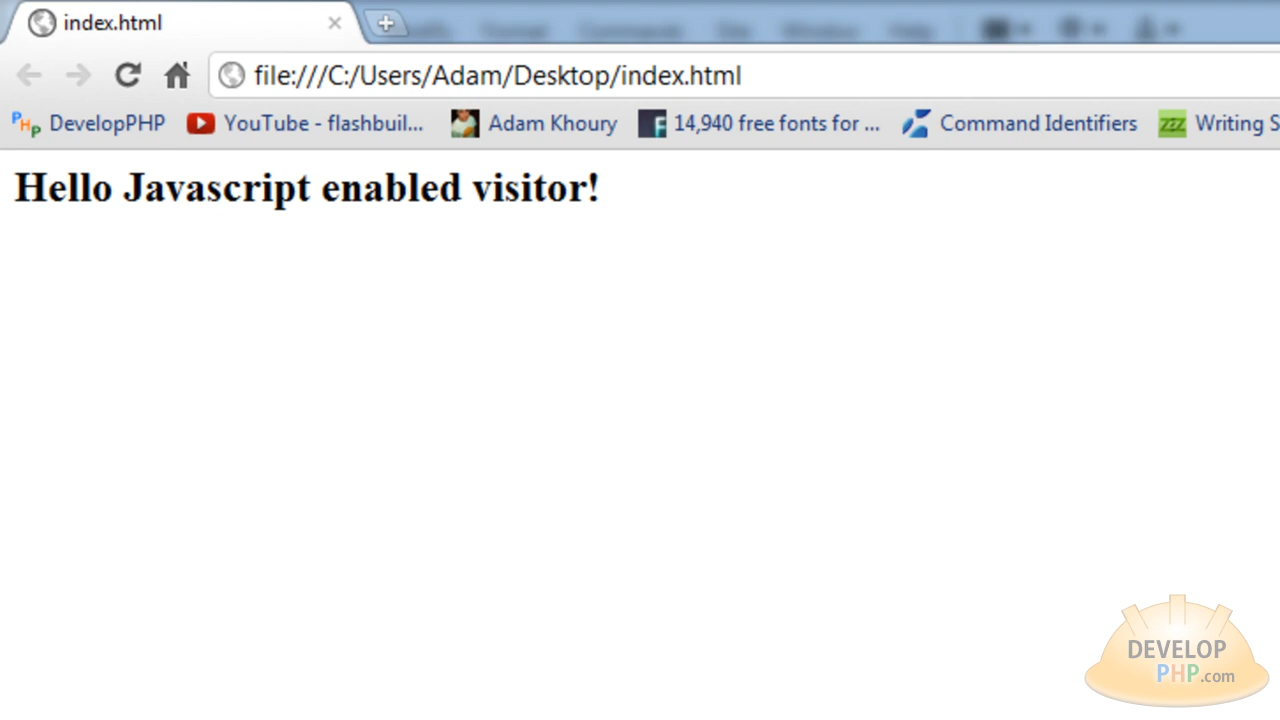 index.html
file:///C:/Users/Adam/Desktop/index.html
DevelopPHP YouTube - flashbuil... Adam Khoury 14,940 free fonts for ... Command Identifiers Writing S
Hello Javascript enabled visitor!
DEVELOP
PHP.com